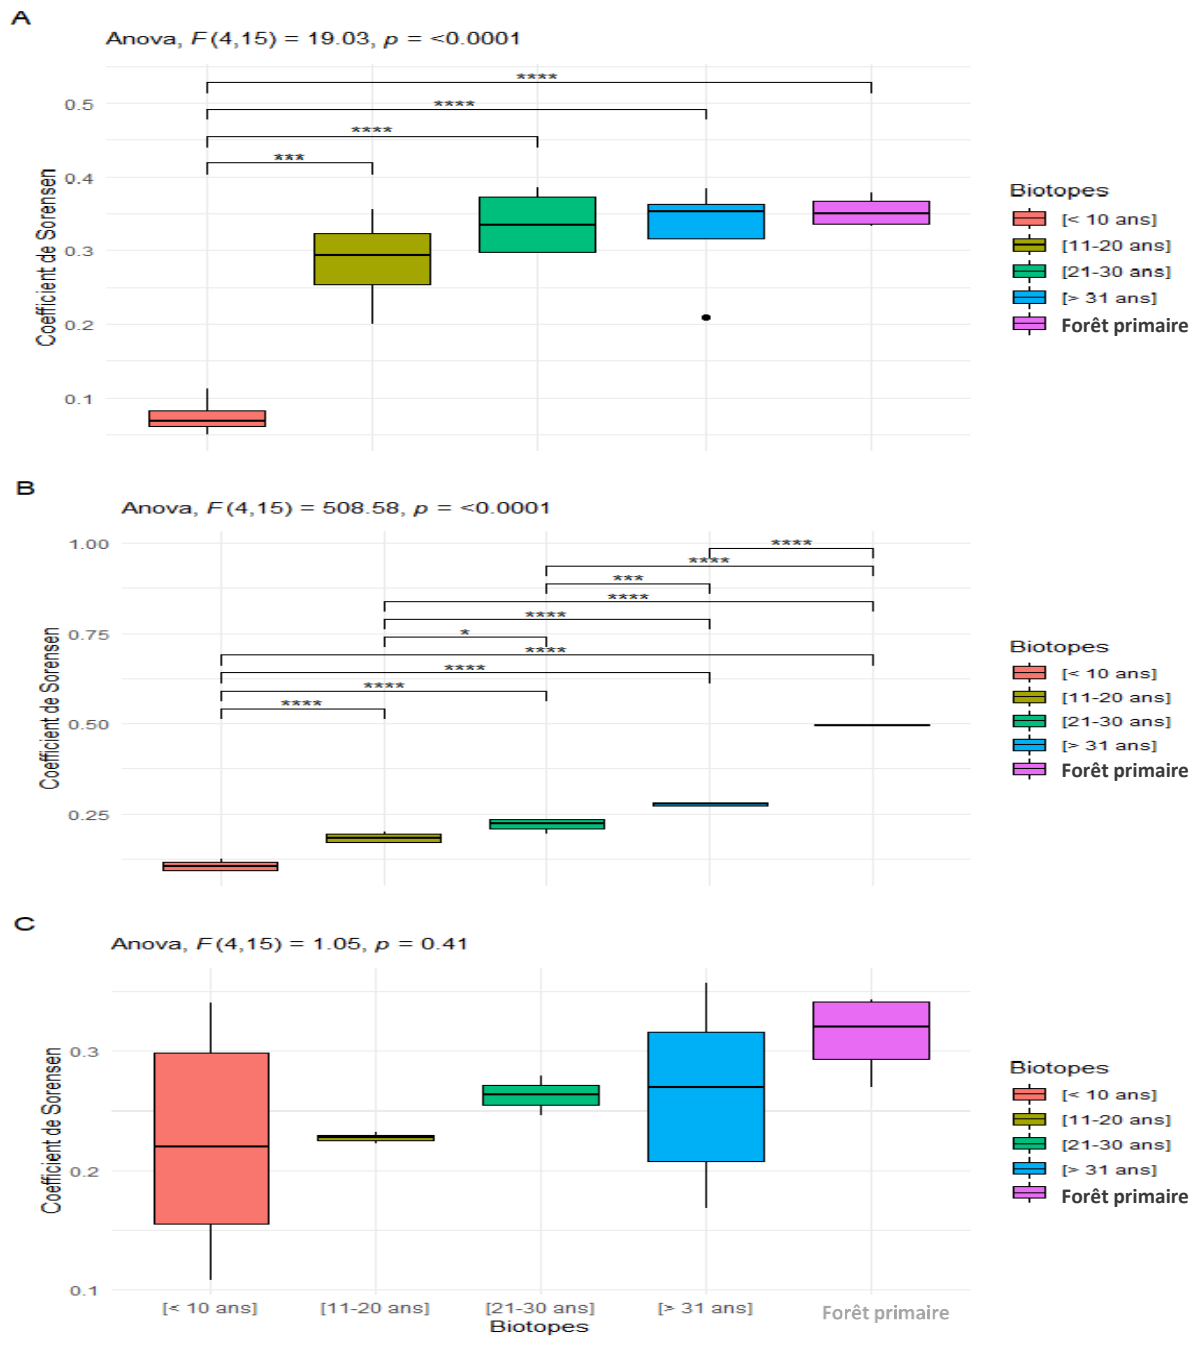 A
Anova, F(4,15) = 19.03, p = <0.0001
****
****
****
***
0.5
0.4
0.3
0.2
0.1
Coefficient de Sorensen
Biotopes
[< 10 ans]
[11-20 ans]
[21-30 ans]
[> 31 ans]
Forêt primaire
B
Anova, F(4,15) = 508.58, p = <0.0001
****
****
***
****
****
*
****
****
****
****
1.00
0.75
0.50
0.25
Coefficient de Sorensen
Biotopes
[< 10 ans]
[11-20 ans]
[21-30 ans]
[> 31 ans]
Forêt primaire
C
Anova, F(4,15) = 1.05, p = 0.41
0.3
0.2
0.1
Coefficient de Sorensen
Biotopes
[< 10 ans]
[11-20 ans]
[21-30 ans]
[> 31 ans]
Forêt primaire
[< 10 ans] [11-20 ans] [21-30 ans] [> 31 ans] Forêt primaire
Biotopes